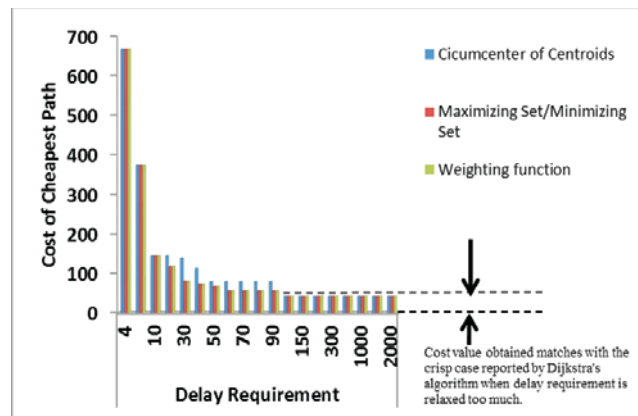 700
600
500
400
300
200
100
0
Cost of Cheapest Path
4
10
30
50
70
90
150
300
1000
2000
Delay Requirement
Cicumcenter of Centroids
Maximizing Set/Minimizing
Set
Weighting function
Cost value obtained matches with the
crisp case reported by Dijkstra's
algorithm when delay requirement is
relaxed too much.